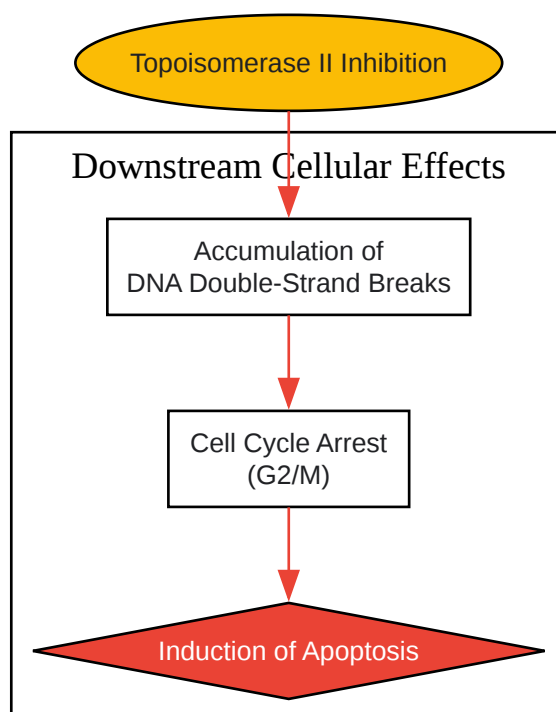 Topoisomerase II Inhibition
Downstream Cellular Effects
Accumulation of
DNA Double-Strand Breaks
Cell Cycle Arrest
(G2/M)
Induction of Apoptosis